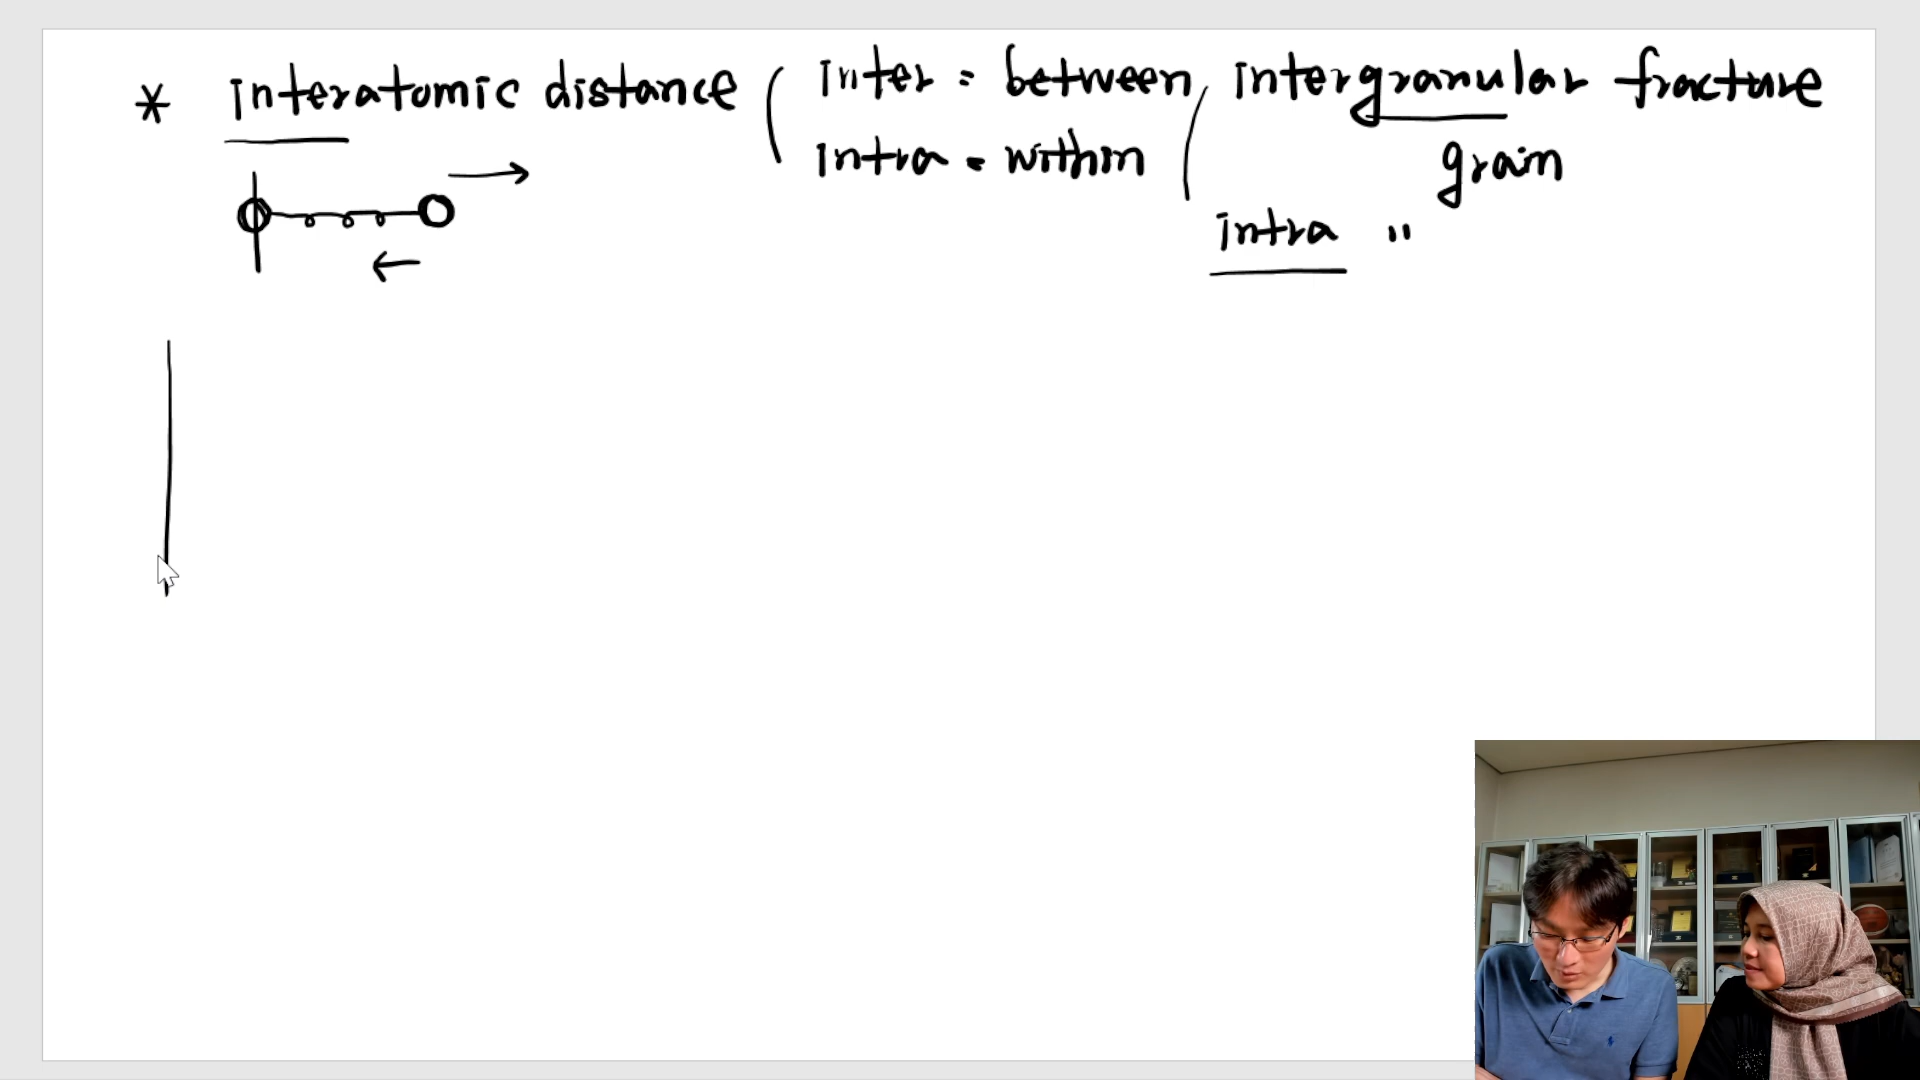 * interatomic distance ( inter = between / intergranular fracture
intra = within
grain
intra "